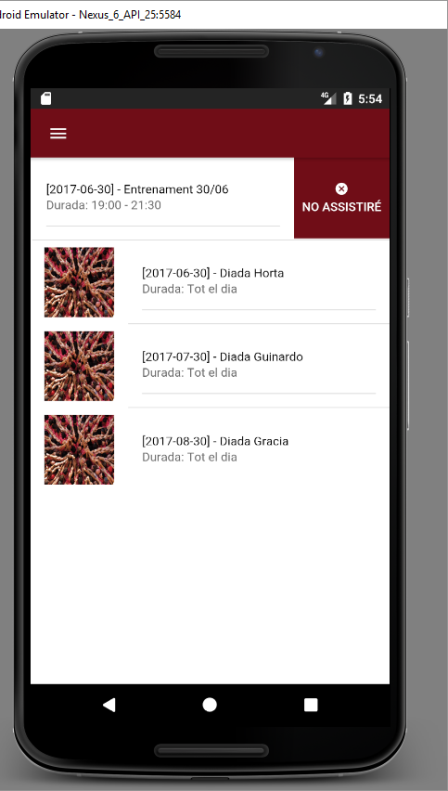 droid Emulator - Nexus_6_API_25:5584
4G 5:54
[2017-06-30] - Entrenament 30/06
Durada: 19:00 - 21:30
NO ASSISTIRÉ
[2017-06-30] - Diada Horta
Durada: Tot el dia
[2017-07-30] - Diada Guinardo
Durada: Tot el dia
[2017-08-30] - Diada Gracia
Durada: Tot el dia